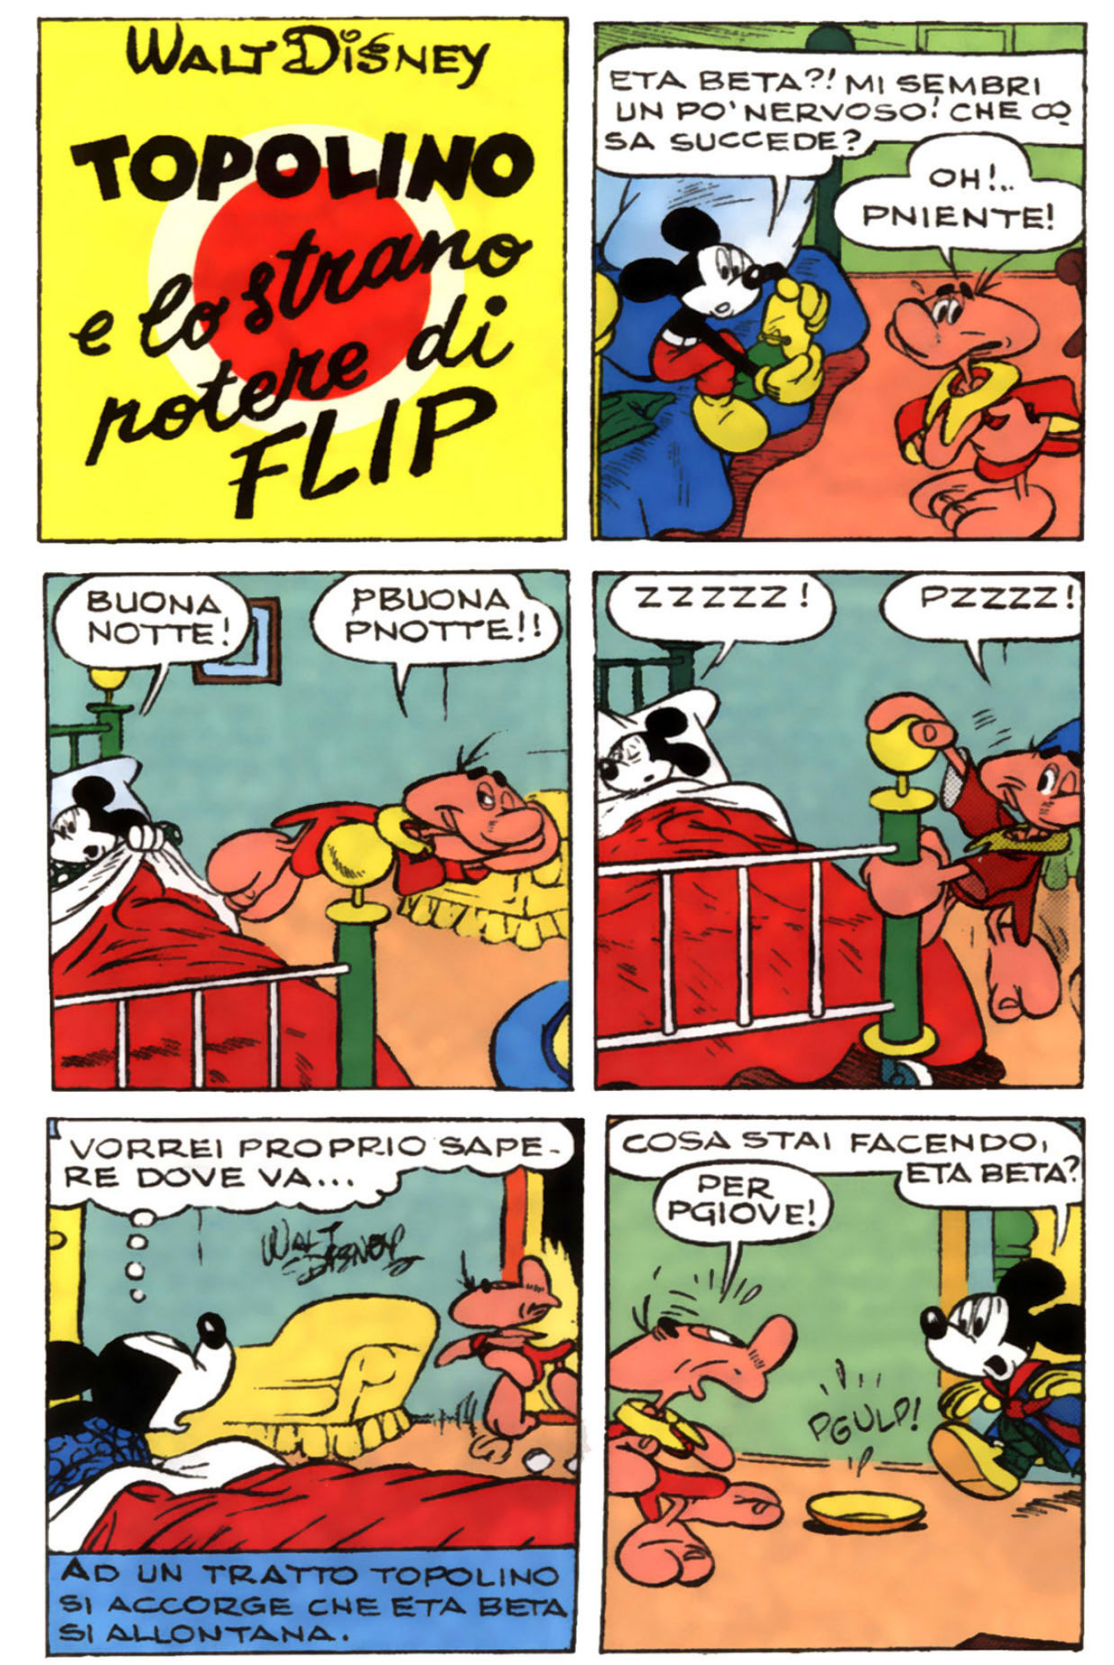 WALT DISNEY
TOPOLINO
e lo strano
potere di
FLIP
ETA BETA?! MI SEMBRI
UN PO' NERVOSO! CHE CO-
SA SUCCEDE?
OH!..
PNIENTE!
BUONA
NOTTE!
PBUONA
PNOTTE!!
ZZZZZ!
PZZZZ!
VORREI PROPRIO SAPE-
RE DOVE VA...
WALT
DISNEY
AD UN TRATTO TOPOLINO
SI ACCORGE CHE ETA BETA
SI ALLONTANA.
COSA STAI FACENDO,
ETA BETA?
PER
PGIOVE!
PGULP!